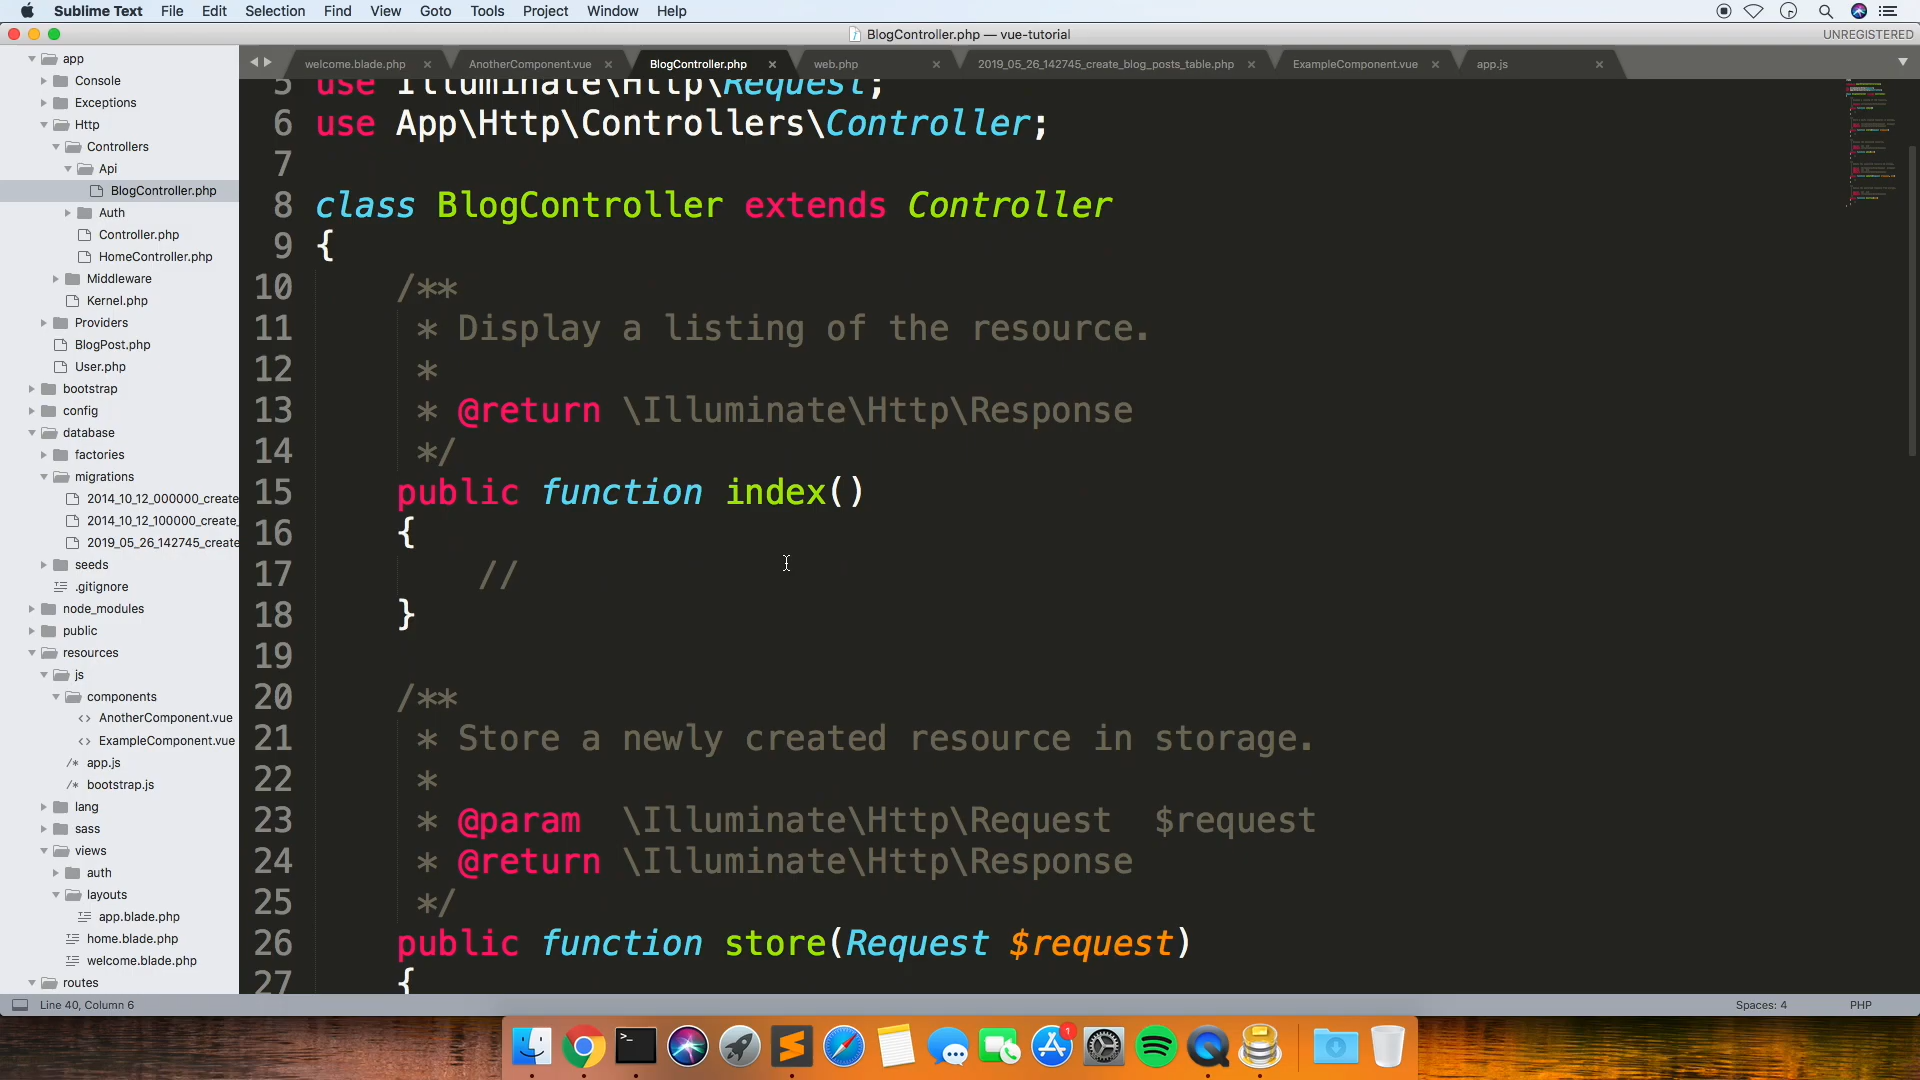 Sublime Text File Edit Selection Find View Goto Tools Project Window Help
BlogController.php — vue-tutorial
UNREGISTERED
welcome.blade.php AnotherComponent.vue BlogController.php web.php 2019_05_26_142745_create_blog_posts_table.php ExampleComponent.vue app.js
app
Console
Exceptions
Http
Controllers
Api
BlogController.php
Auth
Controller.php
HomeController.php
Middleware
Kernel.php
Providers
BlogPost.php
User.php
bootstrap
config
database
factories
migrations
2014_10_12_000000_create
2014_10_12_100000_create_
2019_05_26_142745_create
seeds
.gitignore
node_modules
public
resources
js
components
AnotherComponent.vue
ExampleComponent.vue
app.js
bootstrap.js
lang
sass
views
auth
layouts
app.blade.php
home.blade.php
welcome.blade.php
routes
5 use Illuminate\Http\Request;
6 use App\Http\Controllers\Controller;
7
8 class BlogController extends Controller
9 {
10 /**
11 * Display a listing of the resource.
12 *
13 * @return \Illuminate\Http\Response
14 */
15 public function index()
16 {
17 //
18 }
19
20 /**
21 * Store a newly created resource in storage.
22 *
23 * @param  \Illuminate\Http\Request  $request
24 * @return \Illuminate\Http\Response
25 */
26 public function store(Request $request)
27 {
Line 40, Column 6
Spaces: 4
PHP
1